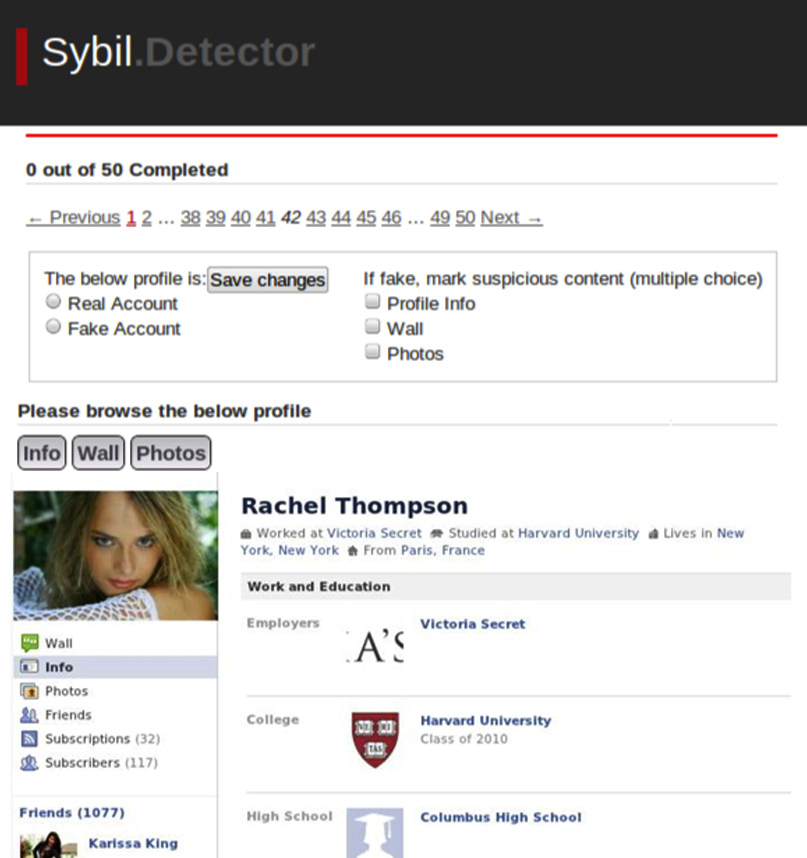 Sybil.Detector
0 out of 50 Completed
← Previous 1 2 ... 38 39 40 41 42 43 44 45 46 ... 49 50 Next →
The below profile is: Save changes
Real Account
Fake Account
If fake, mark suspicious content (multiple choice)
Profile Info
Wall
Photos
Please browse the below profile
Info Wall Photos
Rachel Thompson
Worked at Victoria Secret Studied at Harvard University Lives in New
York, New York From Paris, France
Work and Education
Employers
A'S
Victoria Secret
College
VE RI
TAS
Harvard University
Class of 2010
High School
Columbus High School
Wall
Info
Photos
Friends
Subscriptions (32)
Subscribers (117)
Friends (1077)
Karissa King